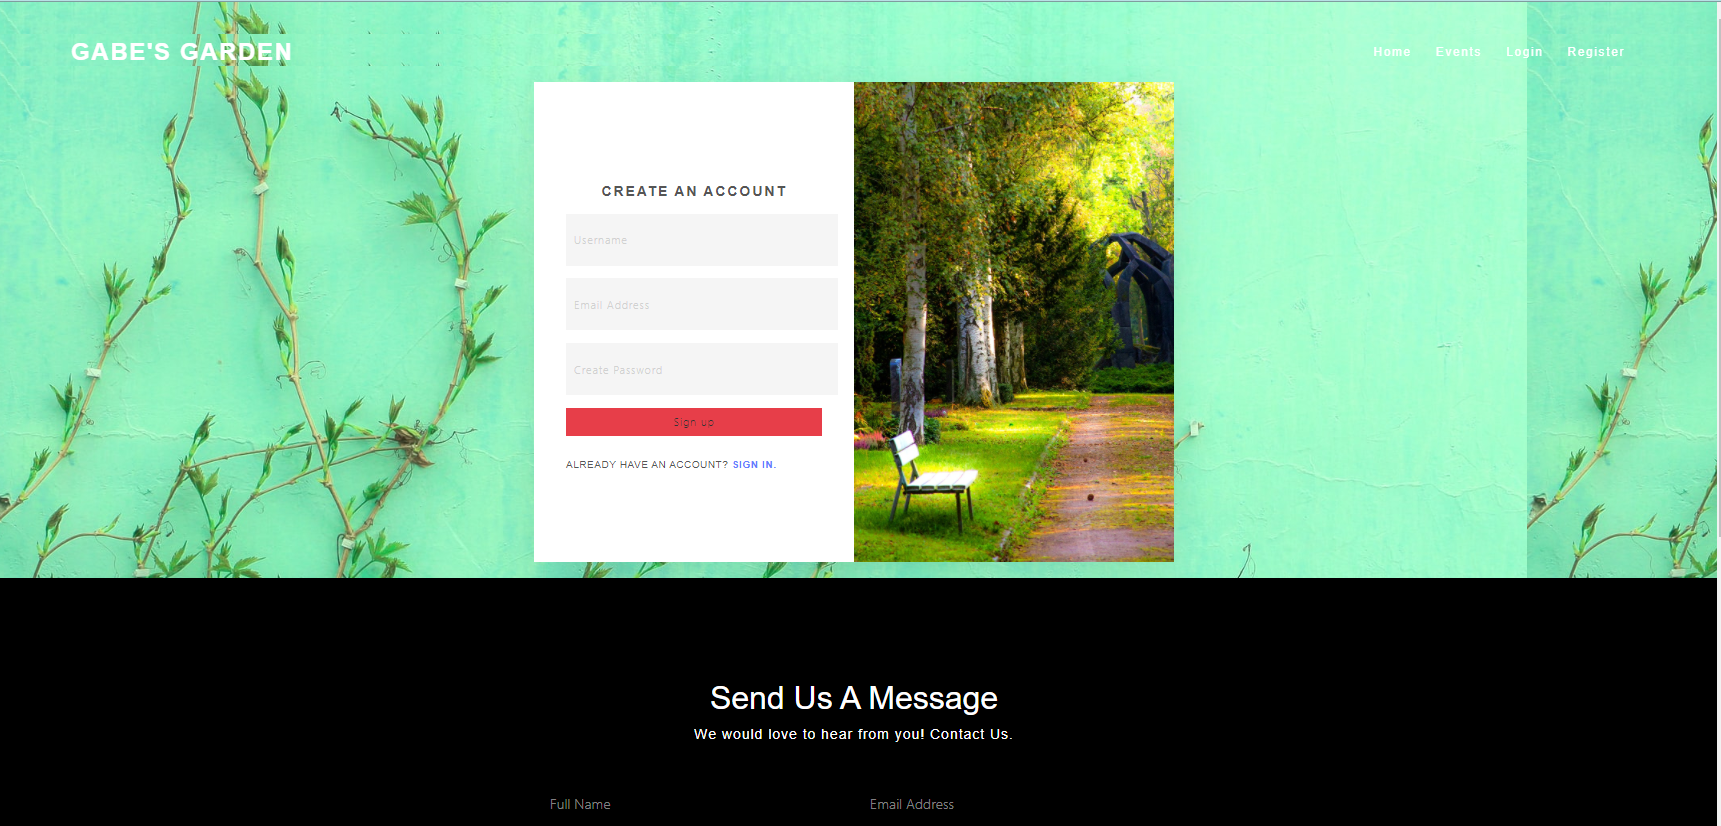 GABE'S GARDEN
Home Events Login Register
CREATE AN ACCOUNT
Username
Email Address
Create Password
Sign up
ALREADY HAVE AN ACCOUNT? SIGN IN.
Send Us A Message
We would love to hear from you! Contact Us.
Full Name Email Address